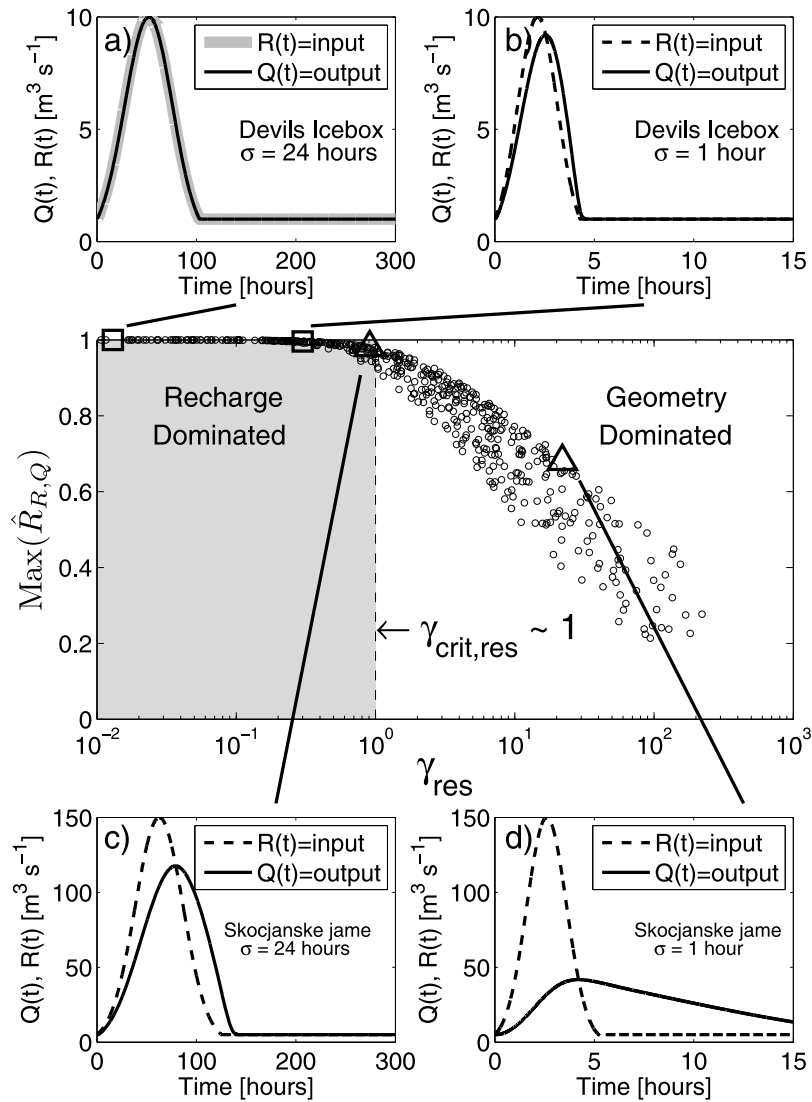 a)
R(t)=input
Q(t)=output
Devils Icebox
σ = 24 hours
Q(t), R(t) [m³ s⁻¹]
10
5
0
0 100 200 300
Time [hours]
b)
R(t)=input
Q(t)=output
Devils Icebox
σ = 1 hour
Q(t), R(t) [m³ s⁻¹]
10
5
0
0 5 10 15
Time [hours]
Max(R̂_{R,Q})
1
0.8
0.6
0.4
0.2
0
Recharge
Dominated
Geometry
Dominated
← γ_{crit,res} ~ 1
10⁻² 10⁻¹ 10⁰ 10¹ 10² 10³
γ_{res}
c)
R(t)=input
Q(t)=output
Skocjanske jame
σ = 24 hours
Q(t), R(t) [m³ s⁻¹]
150
100
50
0
0 100 200 300
Time [hours]
d)
R(t)=input
Q(t)=output
Skocjanske jame
σ = 1 hour
Q(t), R(t) [m³ s⁻¹]
150
100
50
0
0 5 10 15
Time [hours]